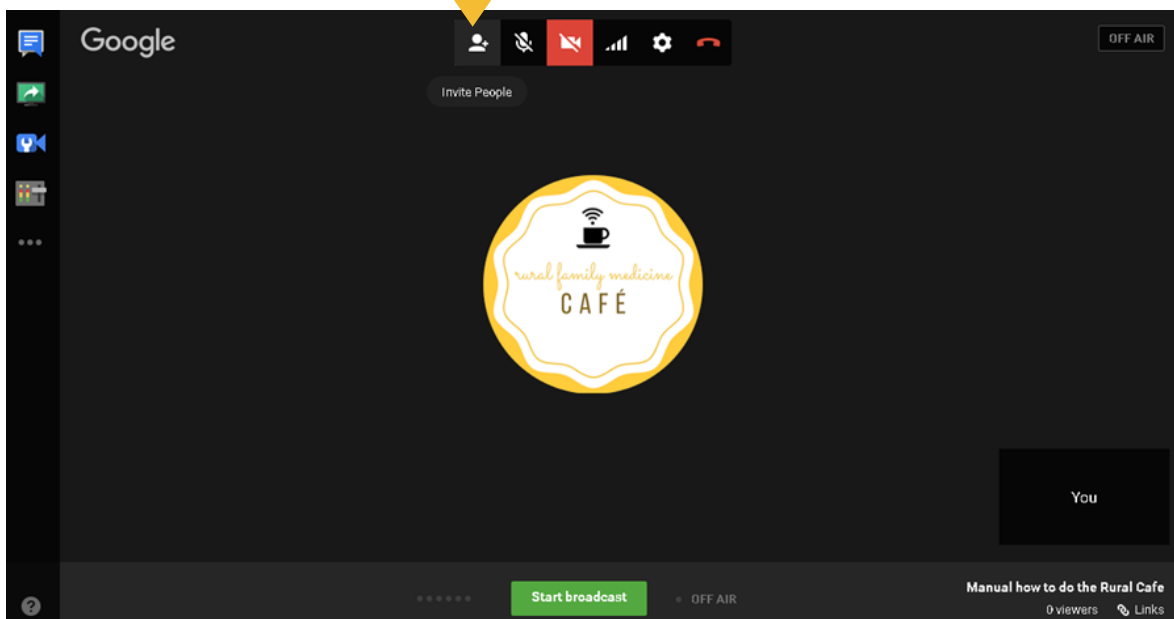 Google
OFF AIR
Invite People
rural family medicine
CAFÉ
You
Start broadcast
OFF AIR
Manual how to do the Rural Cafe
0 viewers Links
?